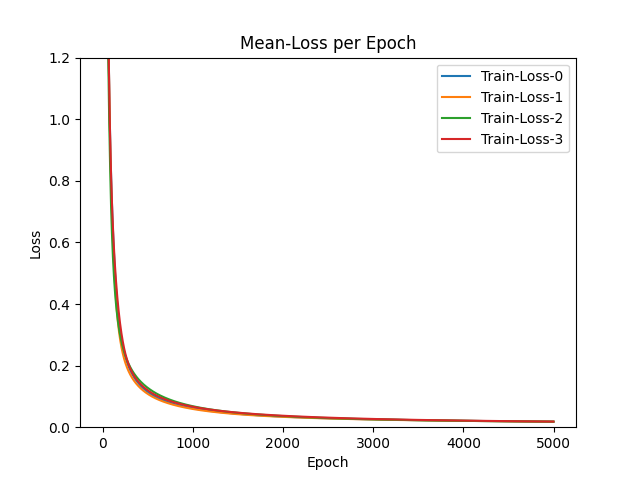 Mean-Loss per Epoch
1.2
1.0
0.8
0.6
0.4
0.2
0.0
Loss
Train-Loss-0
Train-Loss-1
Train-Loss-2
Train-Loss-3
0 1000 2000 3000 4000 5000
Epoch